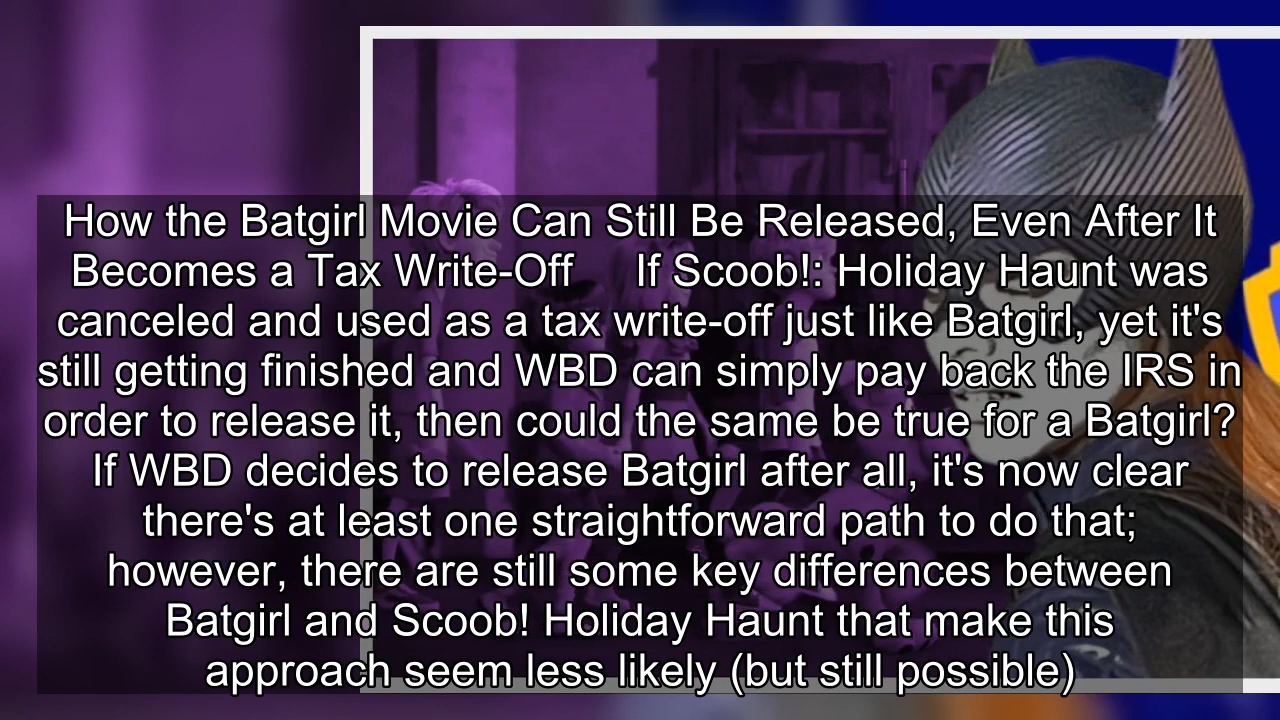 How the Batgirl Movie Can Still Be Released, Even After It
Becomes a Tax Write-Off If Scoob!: Holiday Haunt was
canceled and used as a tax write-off just like Batgirl, yet it's
still getting finished and WBD can simply pay back the IRS in
order to release it, then could the same be true for a Batgirl?
If WBD decides to release Batgirl after all, it's now clear
there's at least one straightforward path to do that;
however, there are still some key differences between
Batgirl and Scoob! Holiday Haunt that make this
approach seem less likely (but still possible)